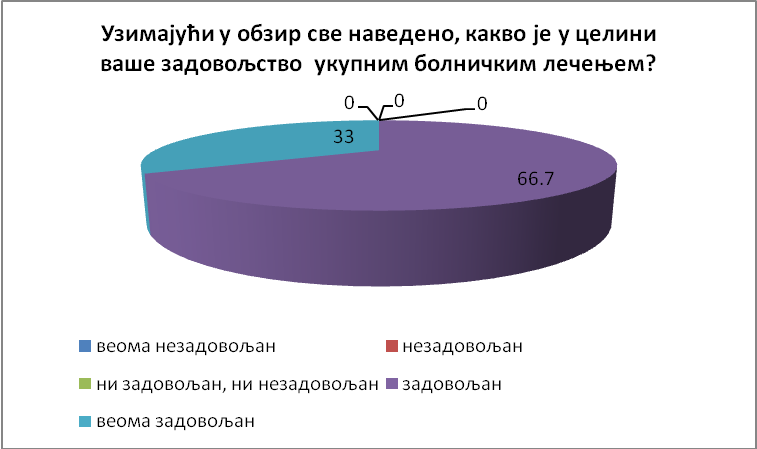 Узимајући у обзир све наведено, какво је у целини
ваше задовољство  укупним болничким лечењем?
0 0 0
33
66.7
веома незадовољан незадовољан
ни задовољан, ни незадовољан задовољан
веома задовољан